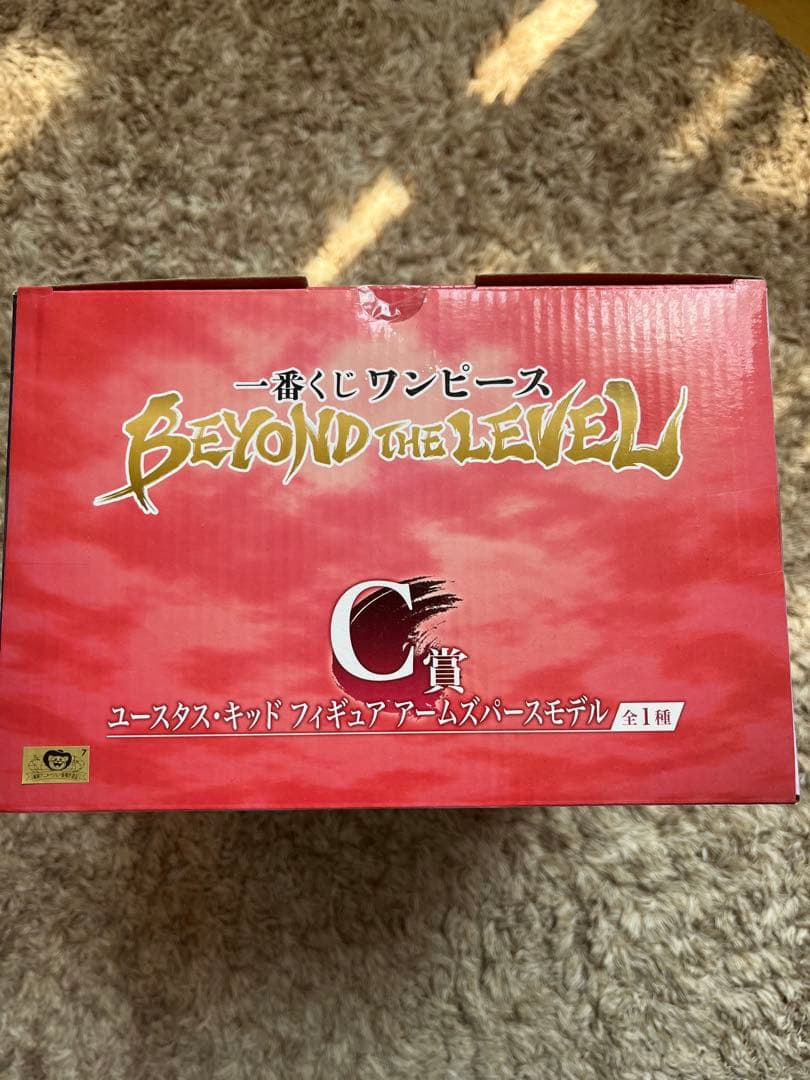 一番くじ ワンピース
BEYOND THE LEVEL
C賞
ユースタス・キッド フィギュア アームズパースモデル 全1種
7